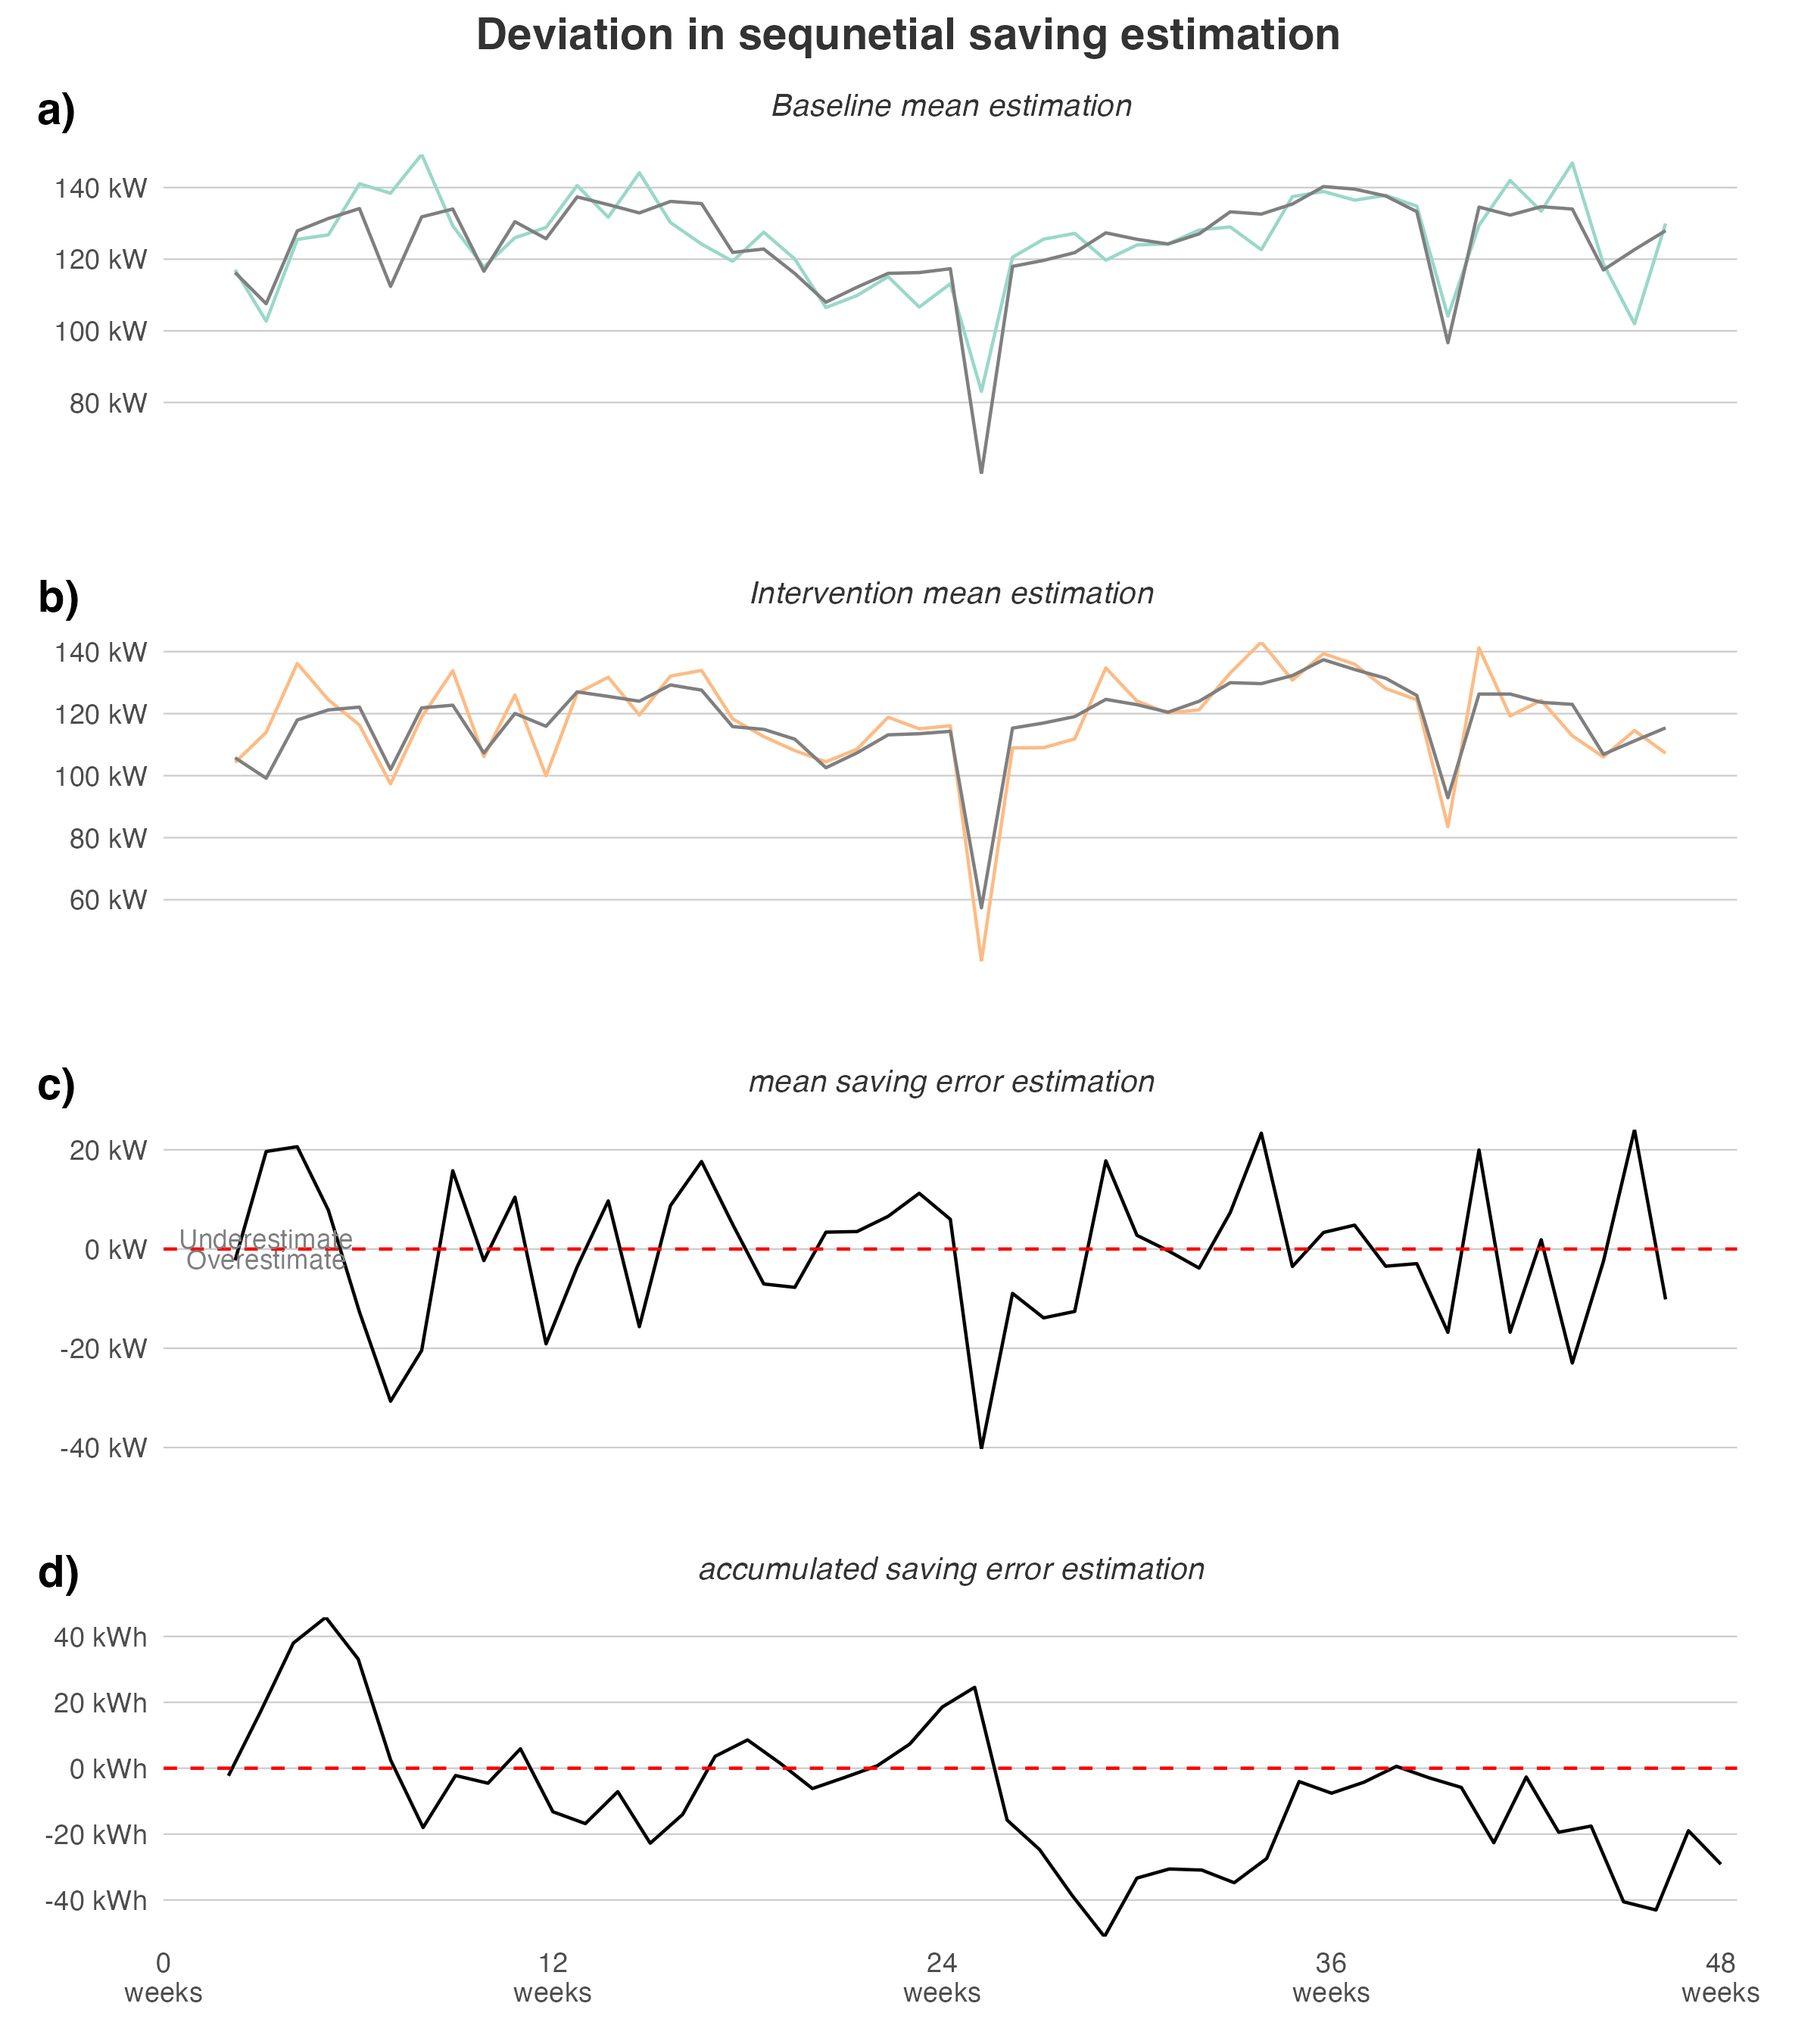 Deviation in sequnetial saving estimation
a)
Baseline mean estimation
140 kW
120 kW
100 kW
80 kW
b)
Intervention mean estimation
140 kW
120 kW
100 kW
80 kW
60 kW
c)
mean saving error estimation
20 kW
Underestimate
0 kW
Overestimate
-20 kW
-40 kW
d)
accumulated saving error estimation
40 kWh
20 kWh
0 kWh
-20 kWh
-40 kWh
0 12 24 36 48
weeks weeks weeks weeks weeks